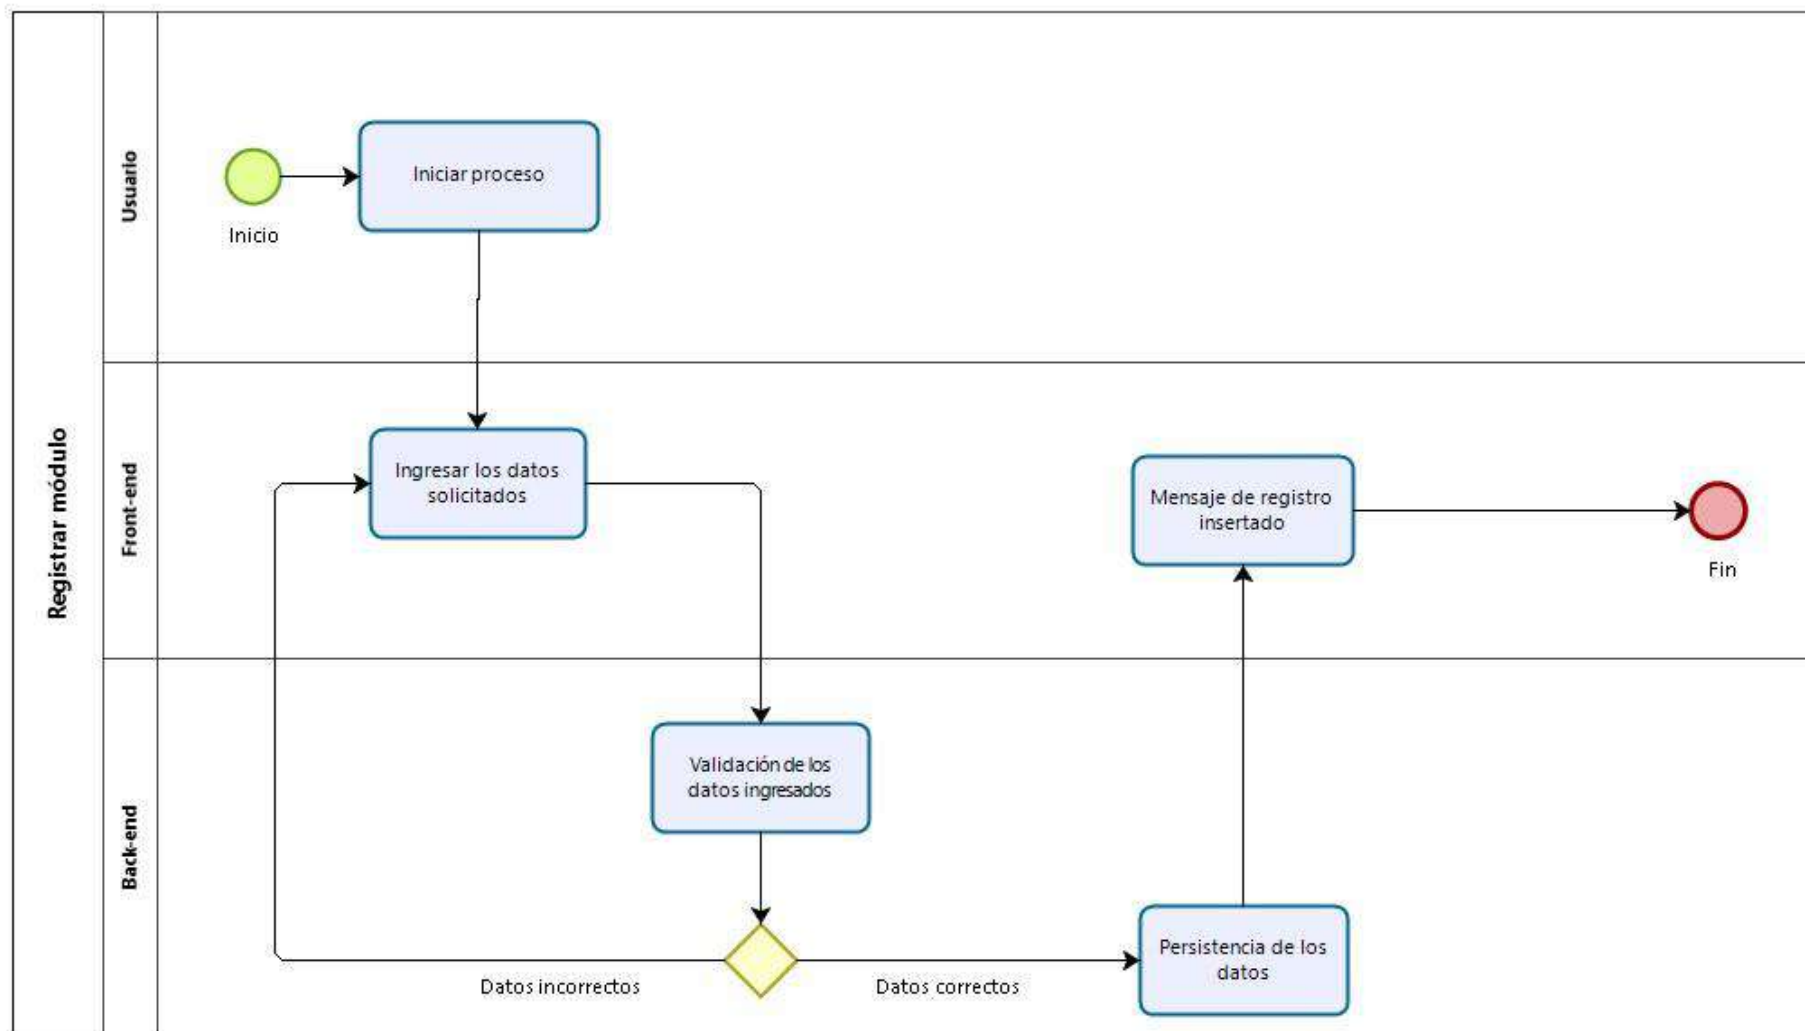 Registrar módulo
Usuario
Inicio
Iniciar proceso
Front-end
Ingresar los datos
solicitados
Mensaje de registro
insertado
Fin
Back-end
Validación de los
datos ingresados
Datos incorrectos
Datos correctos
Persistencia de los
datos